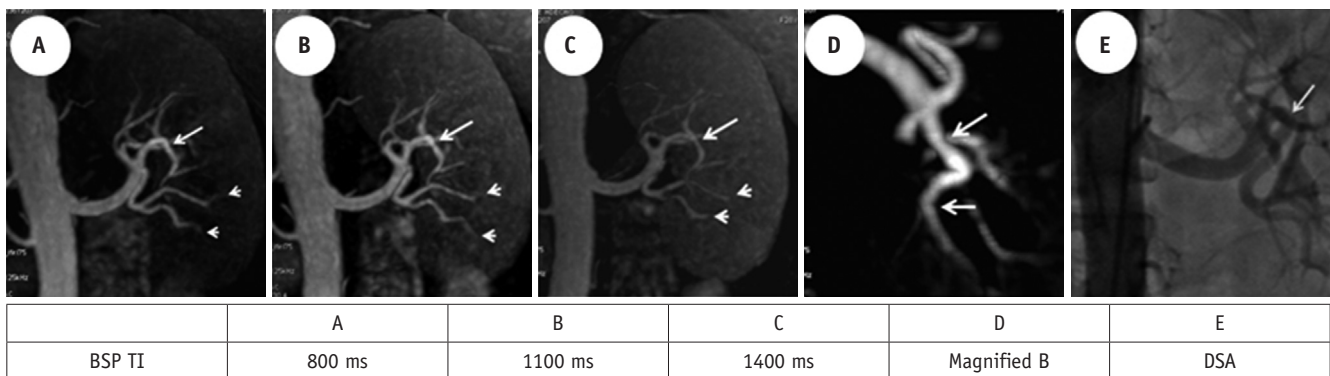 A
B
C
D
E
A B C D E
BSP TI 800 ms 1100 ms 1400 ms Magnified B DSA